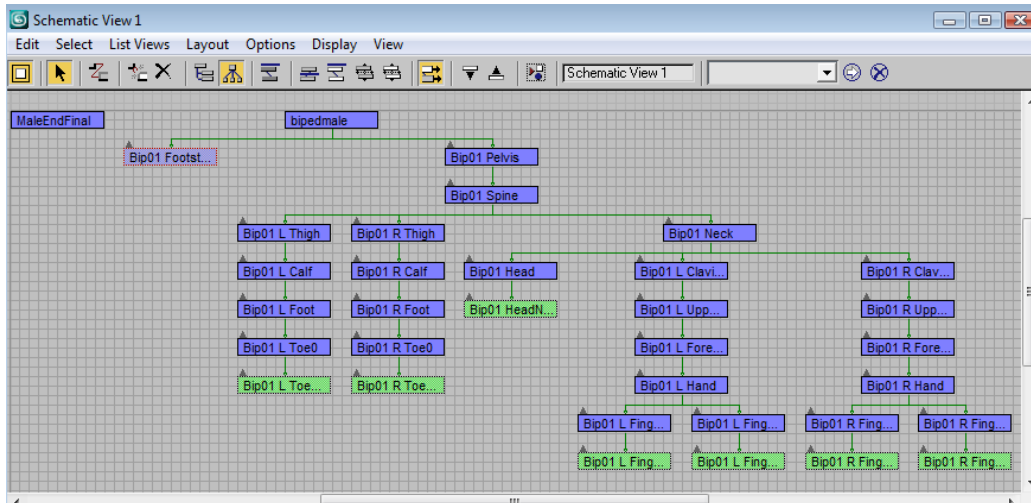 Schematic View 1
Edit Select List Views Layout Options Display View
Schematic View 1
MaleEndFinal bipedmale
Bip01 Footst... Bip01 Pelvis
Bip01 Spine
Bip01 L Thigh Bip01 R Thigh Bip01 Neck
Bip01 L Calf Bip01 R Calf Bip01 Head Bip01 L Clavi... Bip01 R Clav...
Bip01 L Foot Bip01 R Foot Bip01 HeadN... Bip01 L Upp... Bip01 R Upp...
Bip01 L Toe0 Bip01 R Toe0 Bip01 L Fore... Bip01 R Fore...
Bip01 L Toe... Bip01 R Toe... Bip01 L Hand Bip01 R Hand
Bip01 L Fing... Bip01 L Fing... Bip01 R Fing... Bip01 R Fing...
Bip01 L Fing... Bip01 L Fing... Bip01 R Fing... Bip01 R Fing...